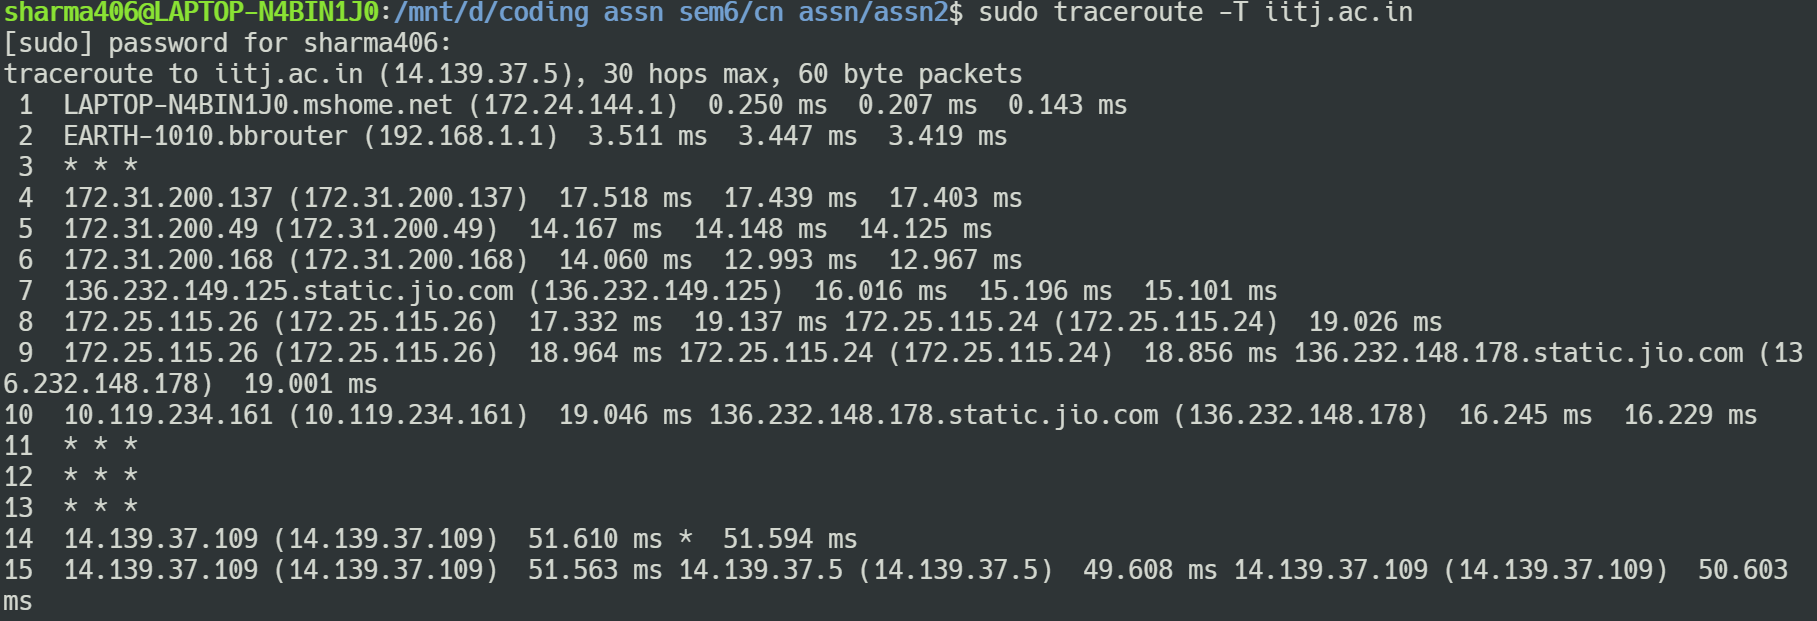 sharma406@LAPTOP-N4BIN1J0:/mnt/d/coding assn sem6/cn assn/assn2$ sudo traceroute -T iitj.ac.in
[sudo] password for sharma406:
traceroute to iitj.ac.in (14.139.37.5), 30 hops max, 60 byte packets
 1  LAPTOP-N4BIN1J0.mshome.net (172.24.144.1)  0.250 ms  0.207 ms  0.143 ms
 2  EARTH-1010.bbrouter (192.168.1.1)  3.511 ms  3.447 ms  3.419 ms
 3  * * *
 4  172.31.200.137 (172.31.200.137)  17.518 ms  17.439 ms  17.403 ms
 5  172.31.200.49 (172.31.200.49)  14.167 ms  14.148 ms  14.125 ms
 6  172.31.200.168 (172.31.200.168)  14.060 ms  12.993 ms  12.967 ms
 7  136.232.149.125.static.jio.com (136.232.149.125)  16.016 ms  15.196 ms  15.101 ms
 8  172.25.115.26 (172.25.115.26)  17.332 ms  19.137 ms 172.25.115.24 (172.25.115.24)  19.026 ms
 9  172.25.115.26 (172.25.115.26)  18.964 ms 172.25.115.24 (172.25.115.24)  18.856 ms 136.232.148.178.static.jio.com (13
6.232.148.178)  19.001 ms
10  10.119.234.161 (10.119.234.161)  19.046 ms 136.232.148.178.static.jio.com (136.232.148.178)  16.245 ms  16.229 ms
11  * * *
12  * * *
13  * * *
14  14.139.37.109 (14.139.37.109)  51.610 ms *  51.594 ms
15  14.139.37.109 (14.139.37.109)  51.563 ms 14.139.37.5 (14.139.37.5)  49.608 ms 14.139.37.109 (14.139.37.109)  50.603
ms